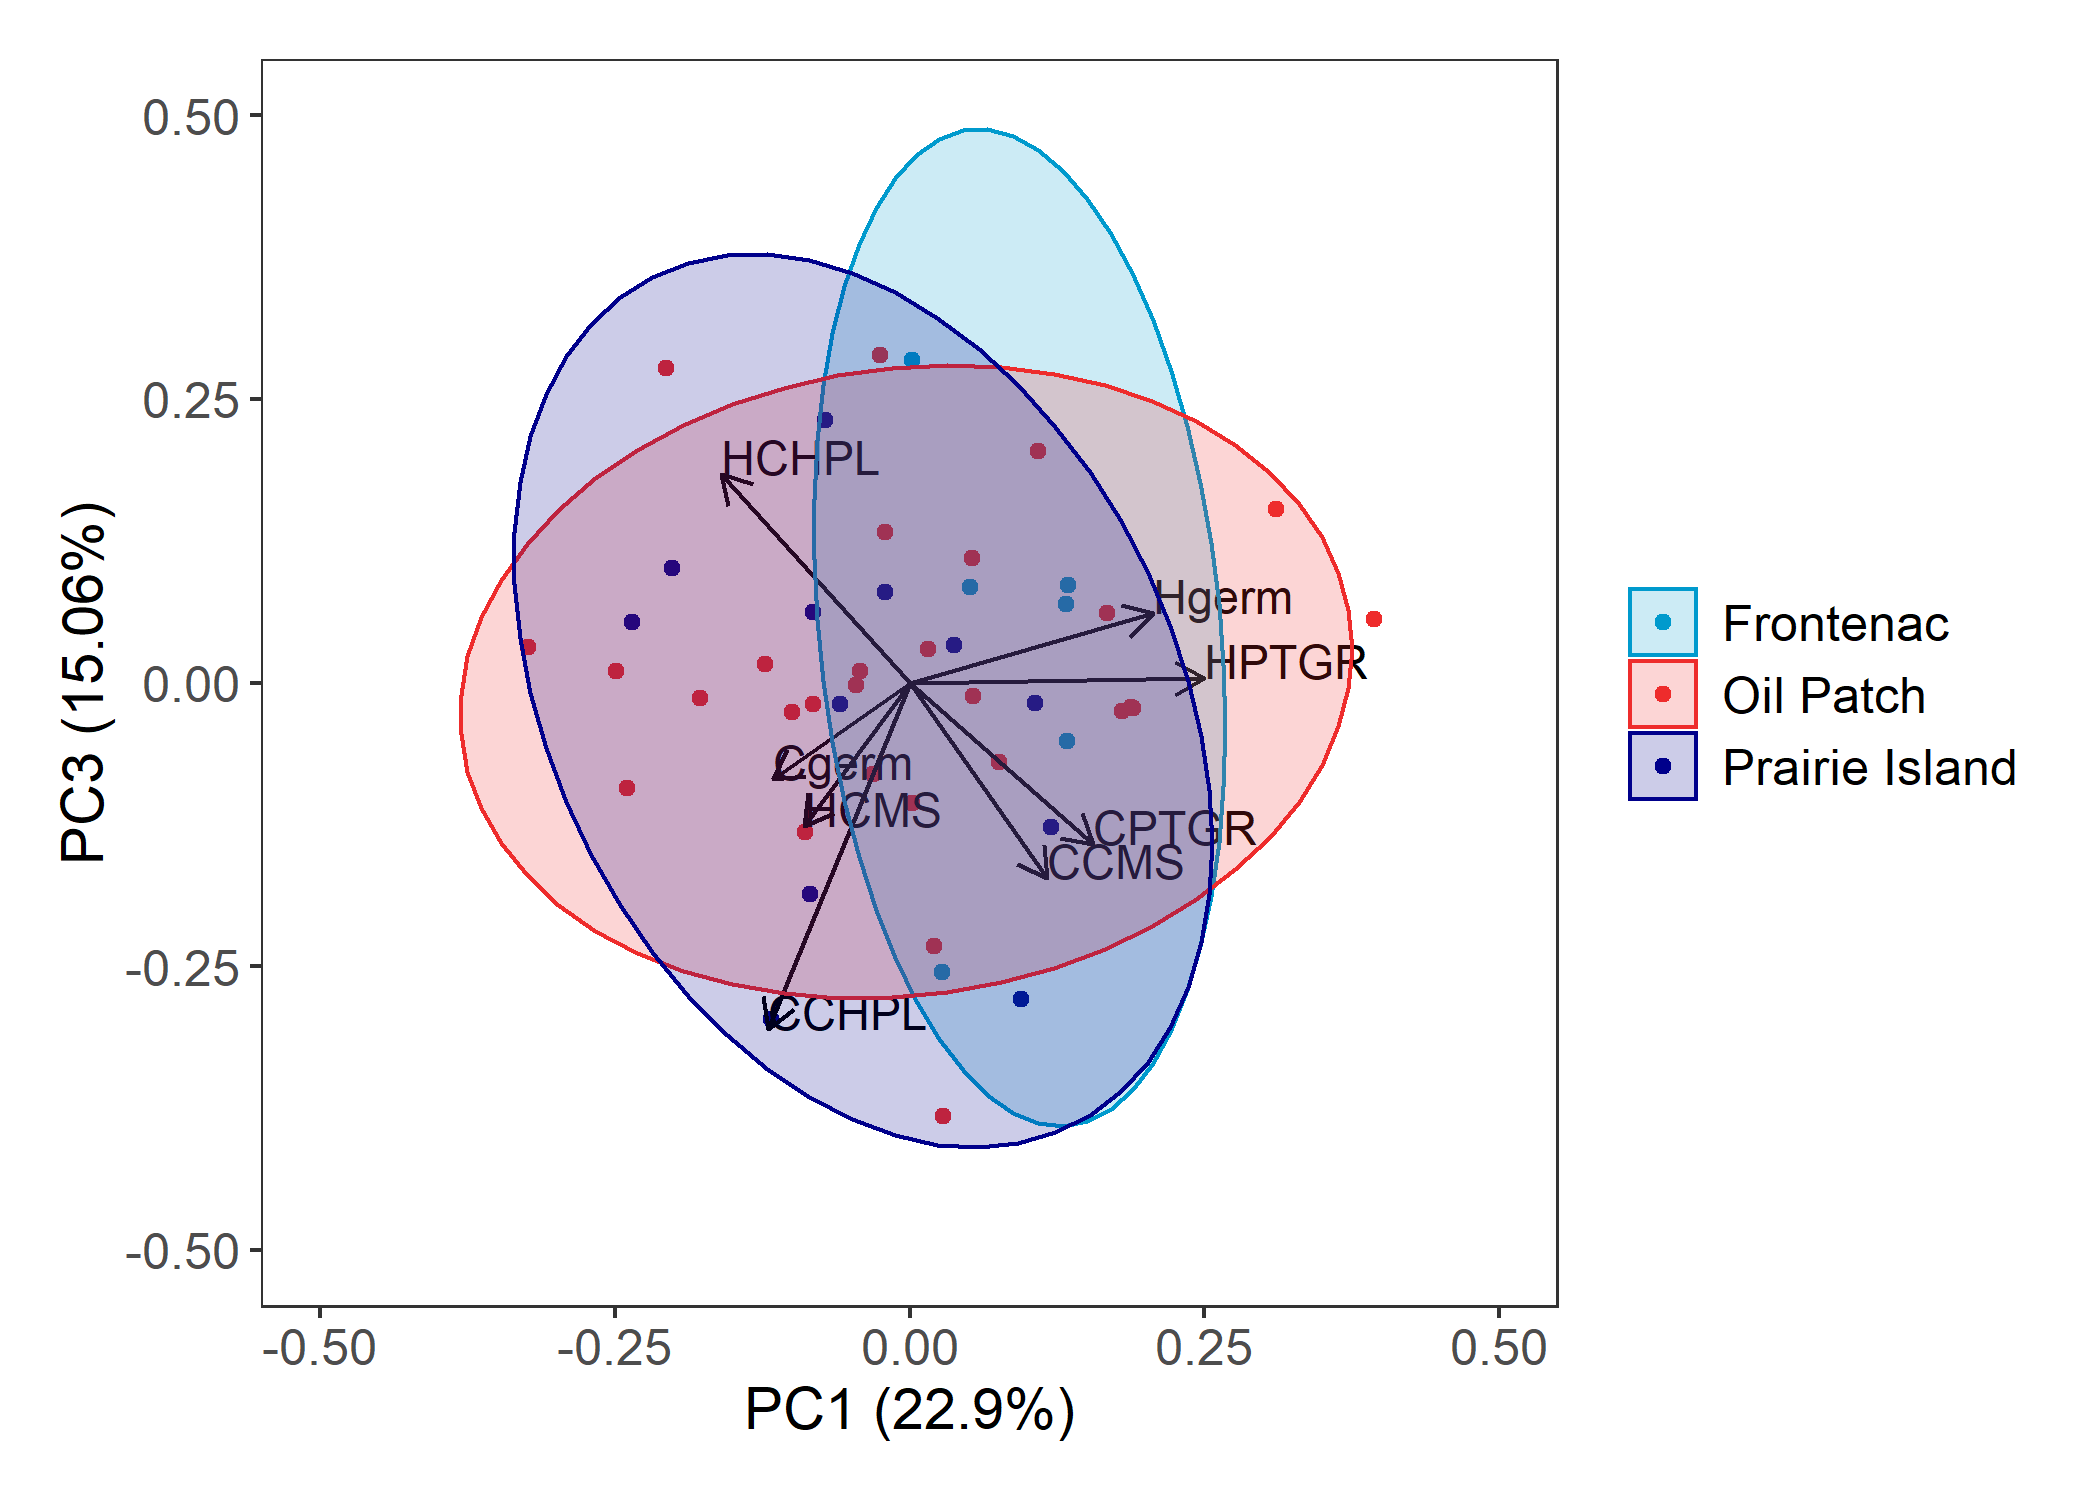 0.50
0.25
0.00
-0.25
-0.50
PC3 (15.06%)
HCHPL
Hgerm
HPTGR
Cgerm
HCMS
CPTGR
CCMS
CCHPL
-0.50 -0.25 0.00 0.25 0.50
PC1 (22.9%)
Frontenac
Oil Patch
Prairie Island